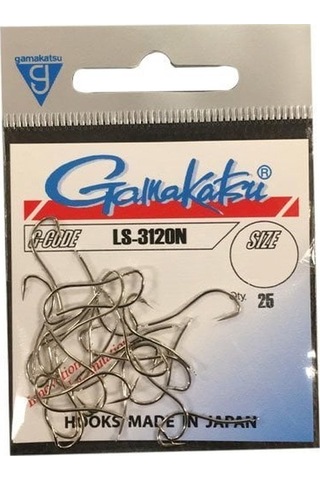 gamakatsu
g
Gamakatsu®
G-CODE LS-3120N SIZE
Qty. 25
HOOKS MADE IN JAPAN